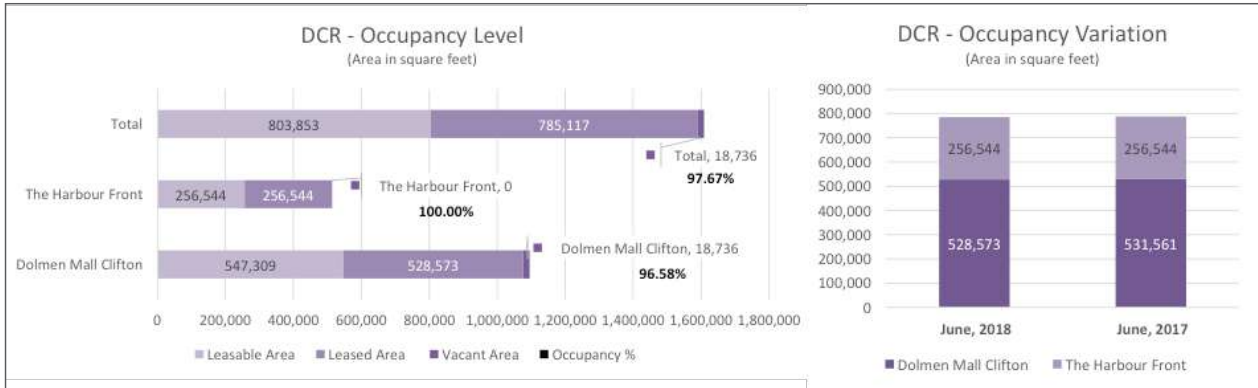 DCR - Occupancy Level
(Area in square feet)
Total
803,853
785,117
Total, 18,736
97.67%
The Harbour Front
256,544
256,544
The Harbour Front, 0
100.00%
Dolmen Mall Clifton
547,309
528,573
Dolmen Mall Clifton, 18,736
96.58%
0 200,000 400,000 600,000 800,000 1,000,000 1,200,000 1,400,000 1,600,000 1,800,000
Leasable Area Leased Area Vacant Area Occupancy %
DCR - Occupancy Variation
(Area in square feet)
900,000
800,000
700,000
600,000
500,000
400,000
300,000
200,000
100,000
0
256,544 256,544
528,573 531,561
June, 2018 June, 2017
Dolmen Mall Clifton The Harbour Front